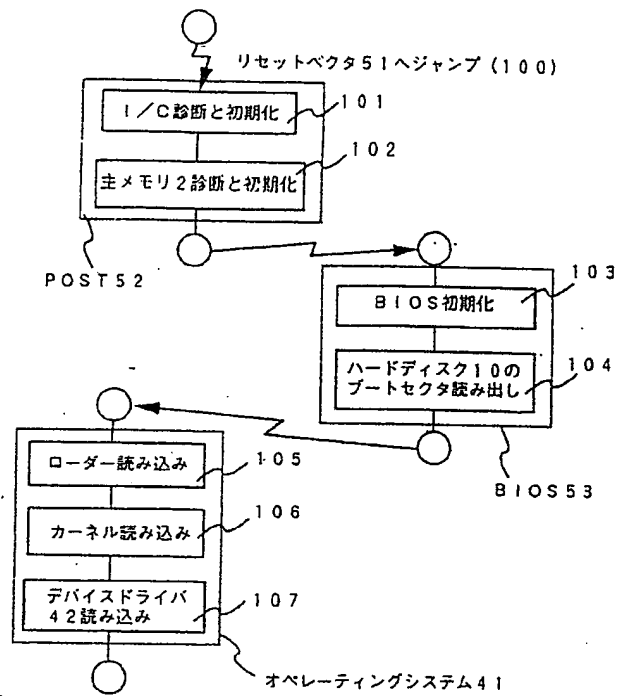 リセットベクタ51へジャンプ(100)
I/C診断と初期化
101
主メモリ2診断と初期化
102
POST52
BIOS初期化
103
ハードディスク10の
ブートセクタ読み出し
104
BIOS53
ローダー読み込み
105
カーネル読み込み
106
デバイスドライバ
42読み込み
107
オペレーティングシステム41